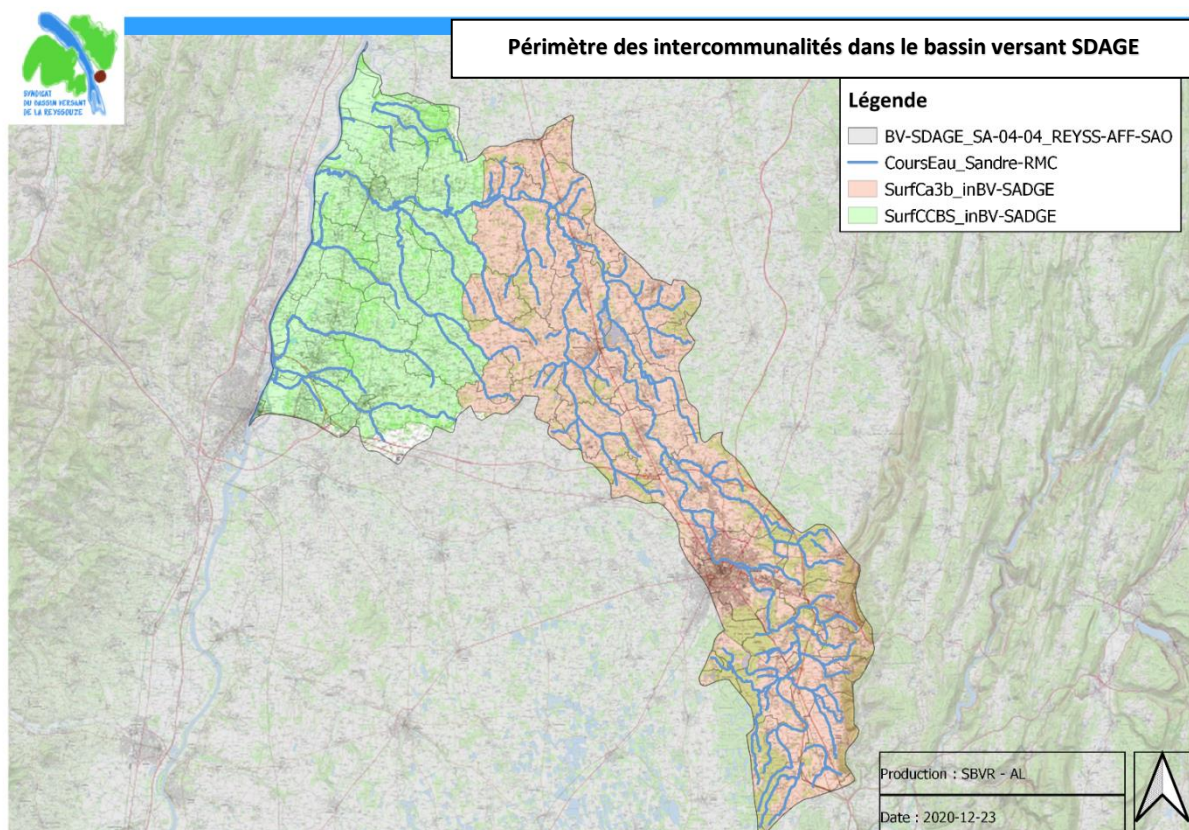 SYNDICAT
DU BASSIN VERSANT
DE LA REYSSOUZE
Périmètre des intercommunalités dans le bassin versant SDAGE
Légende
BV-SDAGE_SA-04-04_REYSS-AFF-SAO
CoursEau_Sandre-RMC
SurfCa3b_inBV-SADGE
SurfCCBS_inBV-SADGE
Production : SBVR - AL
Date : 2020-12-23